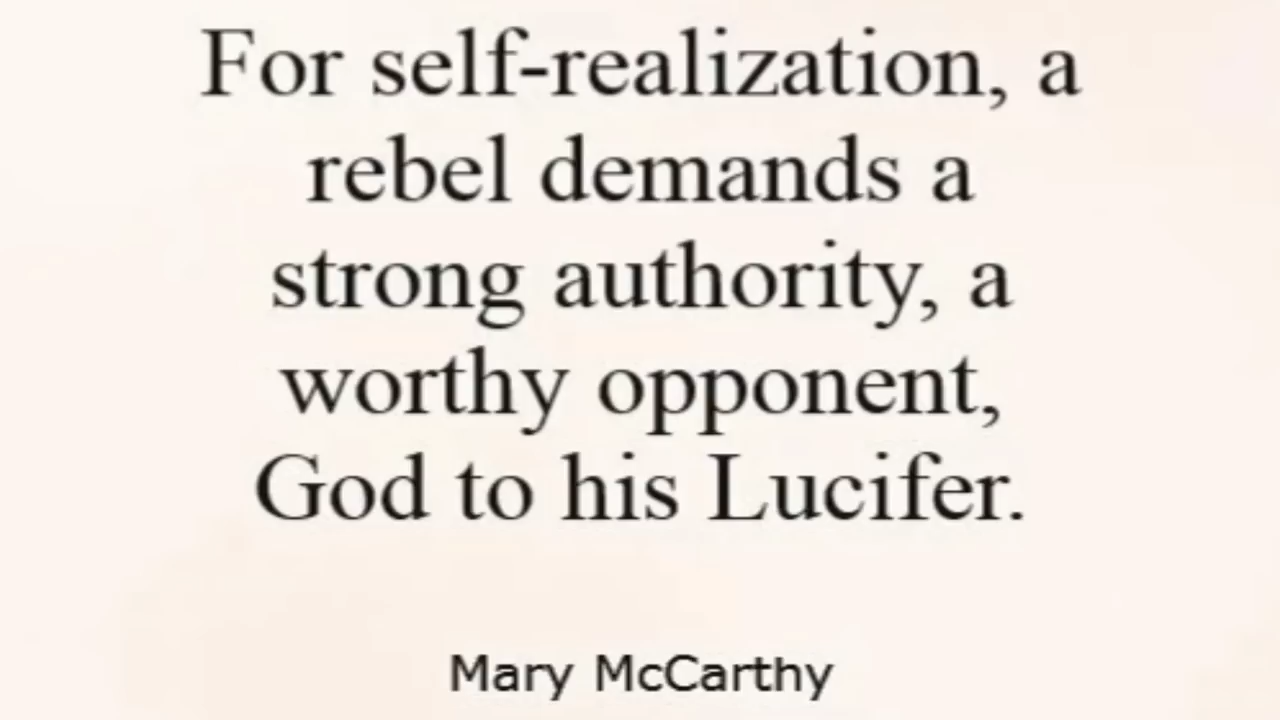 For self-realization, a
rebel demands a
strong authority, a
worthy opponent,
God to his Lucifer.
Mary McCarthy